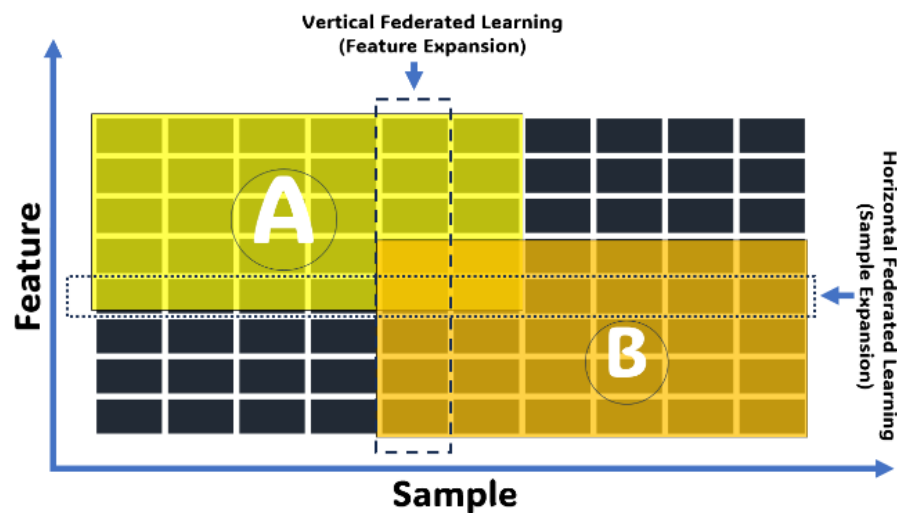 Vertical Federated Learning
(Feature Expansion)
A
B
Feature
Horizontal Federated Learning
(Sample Expansion)
Sample